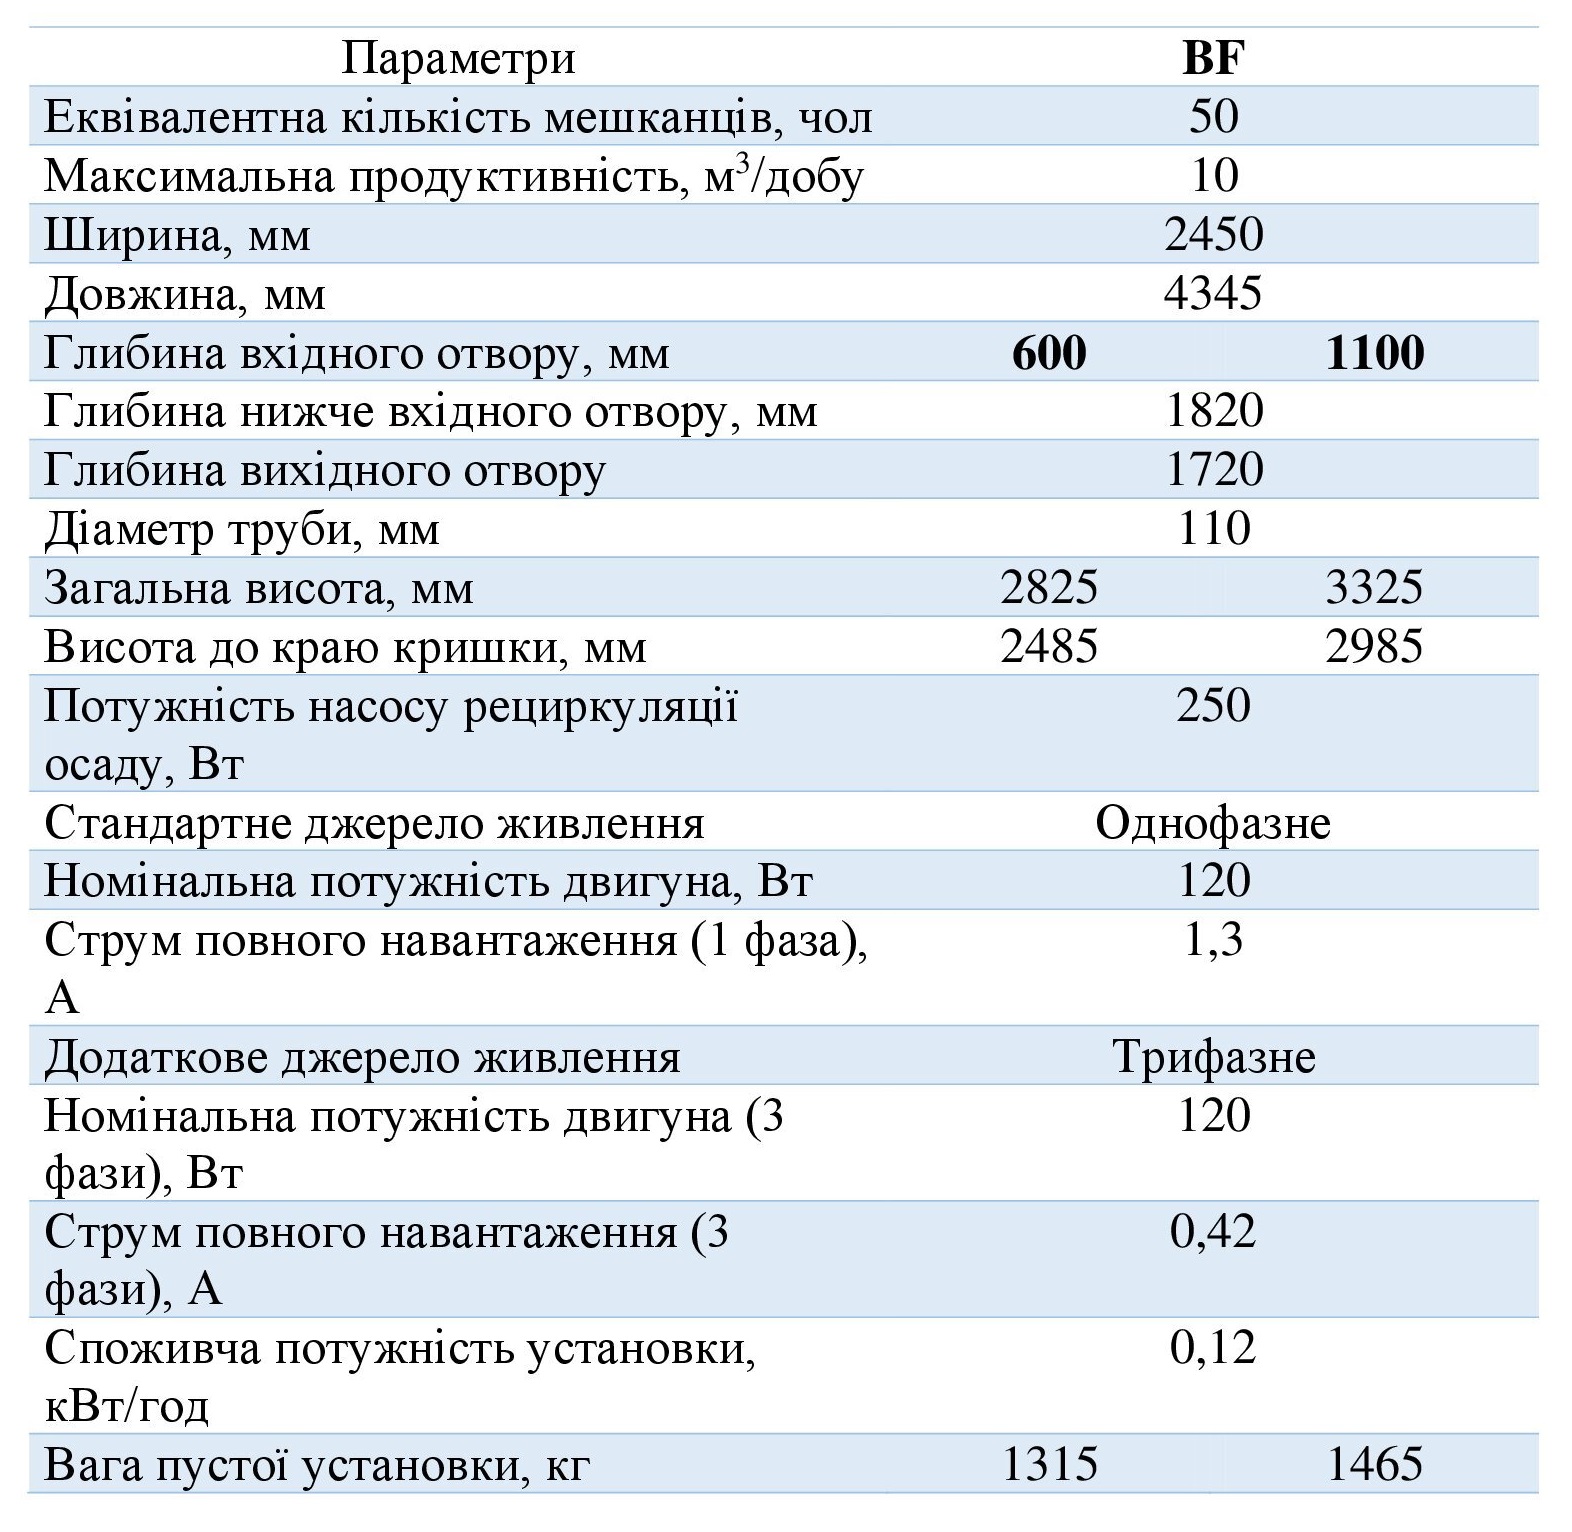 Параметри BF
Еквівалентна кількість мешканців, чол 50
Максимальна продуктивність, м³/добу 10
Ширина, мм 2450
Довжина, мм 4345
Глибина вхідного отвору, мм 600 1100
Глибина нижче вхідного отвору, мм 1820
Глибина вихідного отвору 1720
Діаметр труби, мм 110
Загальна висота, мм 2825 3325
Висота до краю кришки, мм 2485 2985
Потужність насосу рециркуляції 250
осаду, Вт
Стандартне джерело живлення Однофазне
Номінальна потужність двигуна, Вт 120
Струм повного навантаження (1 фаза), 1,3
А
Додаткове джерело живлення Трифазне
Номінальна потужність двигуна (3 120
фази), Вт
Струм повного навантаження (3 0,42
фази), А
Споживча потужність установки, 0,12
кВт/год
Вага пустої установки, кг 1315 1465